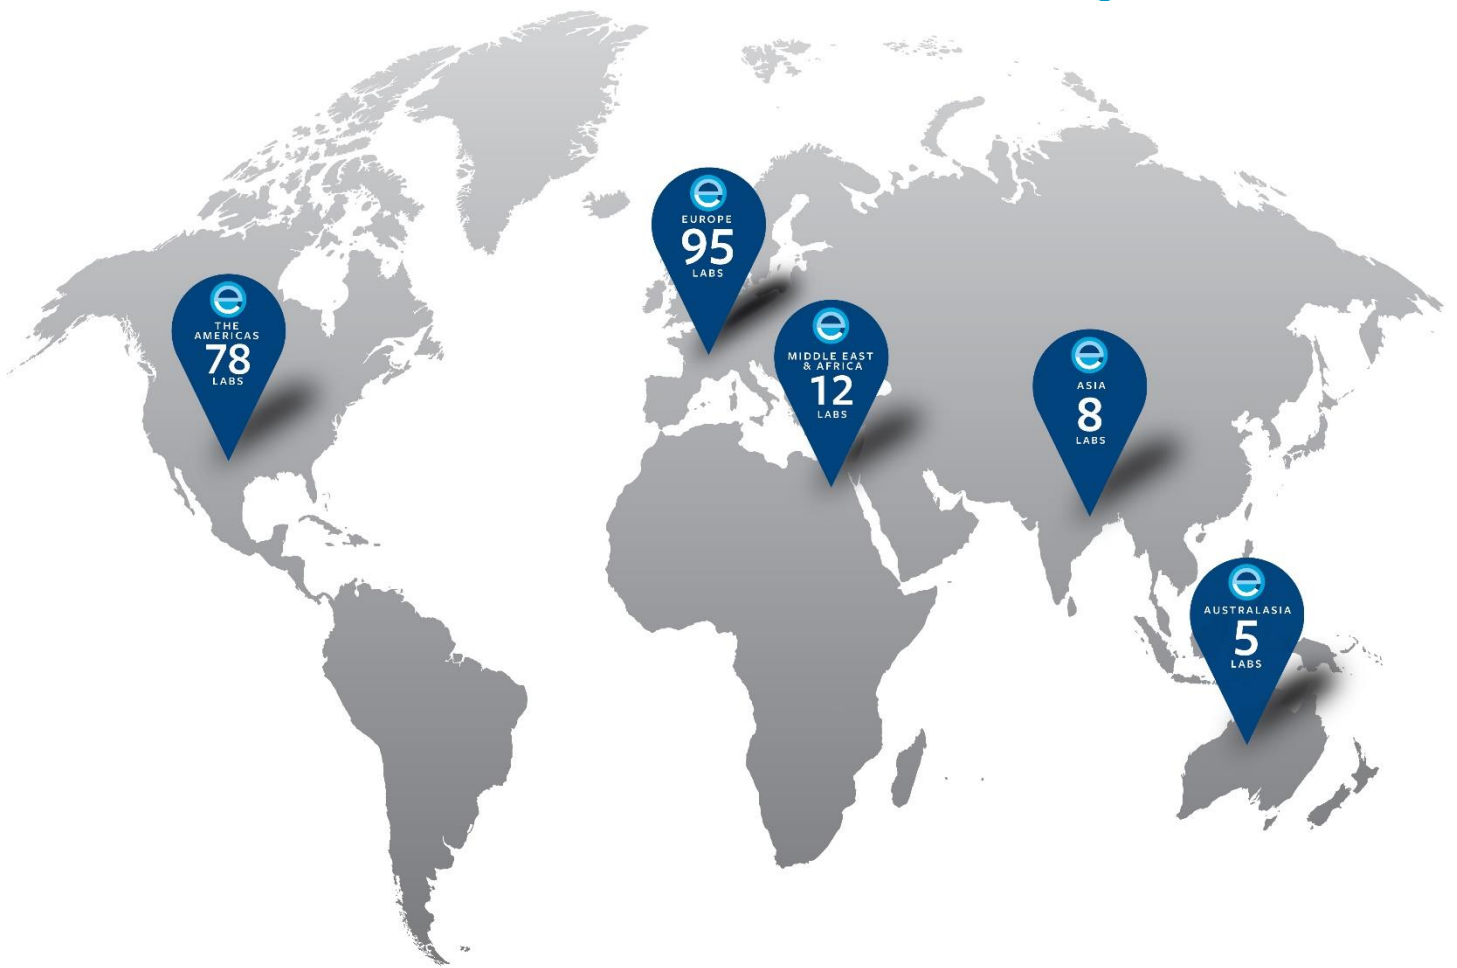 EUROPE
95
LABS
THE
AMERICAS
78
LABS
MIDDLE EAST
& AFRICA
12
LABS
ASIA
8
LABS
AUSTRALASIA
5
LABS